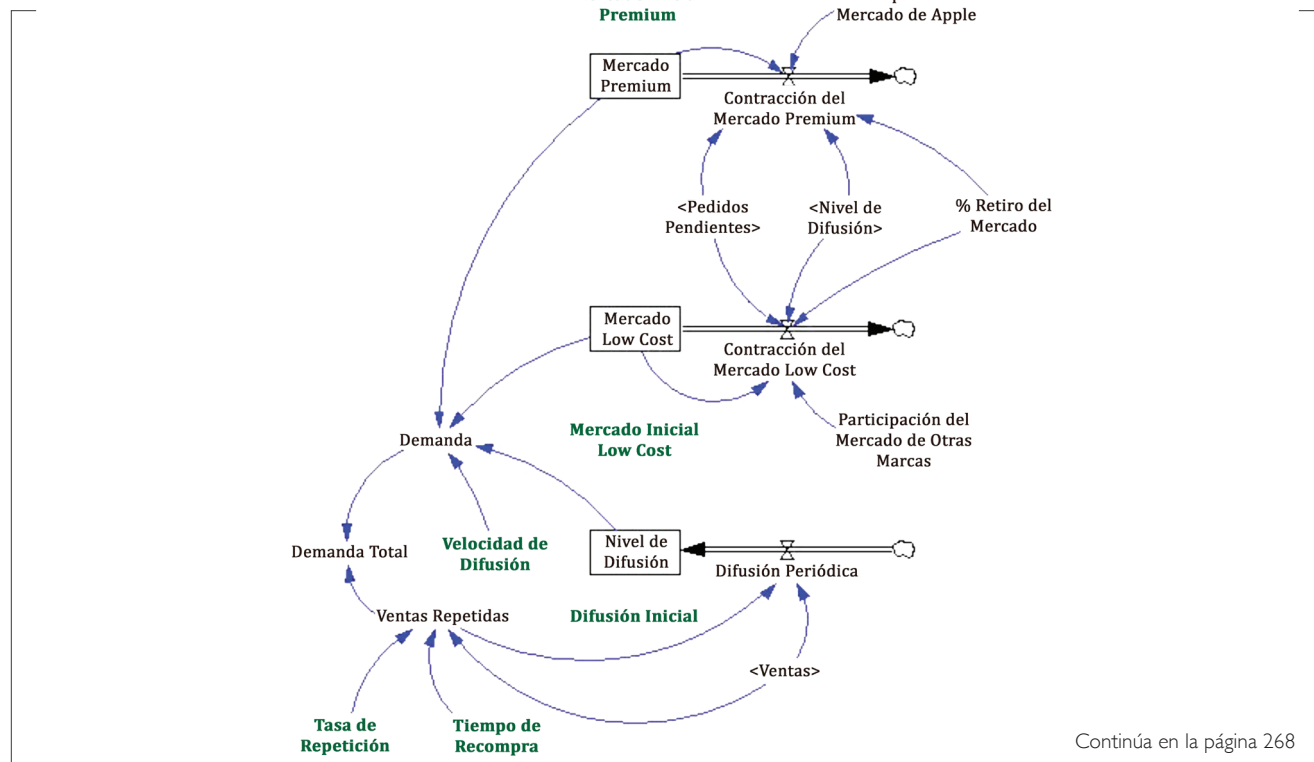 Premium
Mercado de Apple
Mercado
Premium
Contracción del
Mercado Premium
<Pedidos
Pendientes>
<Nivel de
Difusión>
% Retiro del
Mercado
Mercado
Low Cost
Contracción del
Mercado Low Cost
Mercado Inicial
Low Cost
Participación del
Mercado de Otras
Marcas
Demanda
Demanda Total
Velocidad de
Difusión
Nivel de
Difusión
Difusión Periódica
Ventas Repetidas
Difusión Inicial
<Ventas>
Tasa de
Repetición
Tiempo de
Recompra
Continúa en la página 268